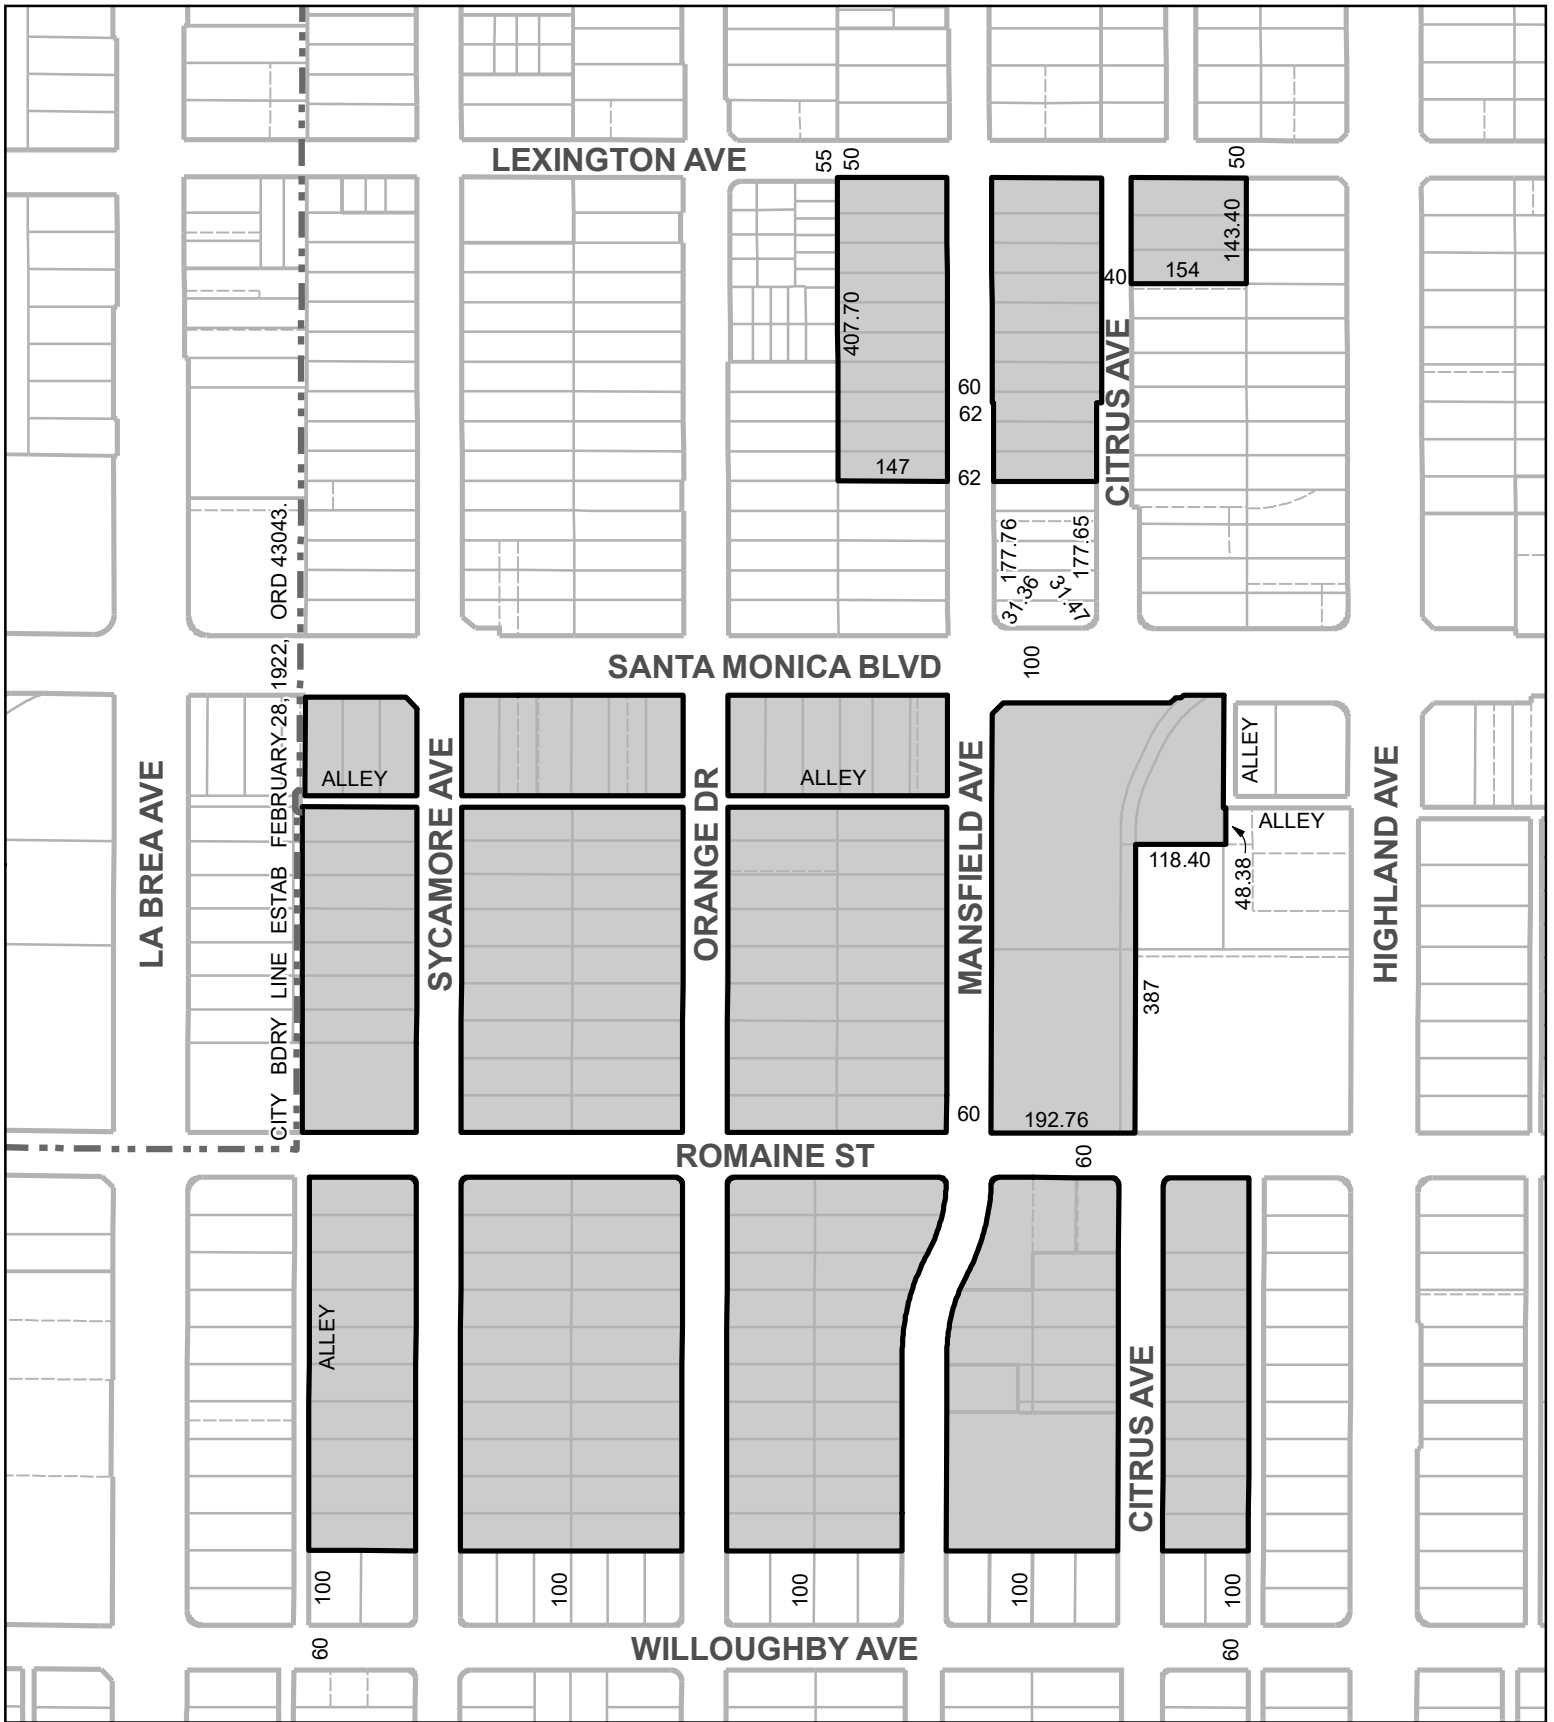 LEXINGTON AVE
55
50
50
143.40
154
40
407.70
CITRUS AVE
60
62
147
62
177.76
177.65
31.36
31.47
CITY BDRY LINE ESTAB FEBRUARY 28, 1922, ORD 43043.
SANTA MONICA BLVD
100
ALLEY
ALLEY
ALLEY
ALLEY
LA BREA AVE
SYCAMORE AVE
ORANGE DR
MANSFIELD AVE
HIGHLAND AVE
118.40
48.38
387
60
192.76
ROMAINE ST
60
ALLEY
CITRUS AVE
100
100
100
100
100
60
WILLOUGHBY AVE
60